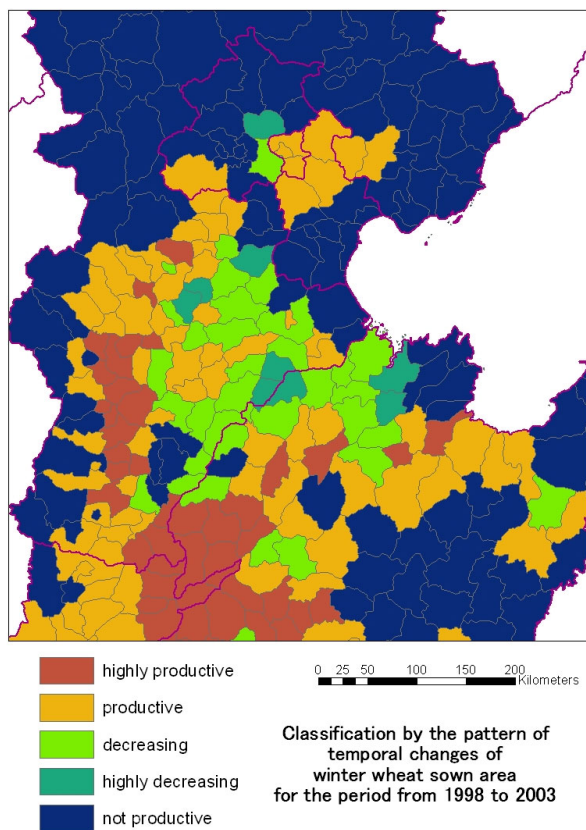 highly productive
productive
decreasing
highly decreasing
not productive
0 25 50 100 150 200
Kilometers
Classification by the pattern of
temporal changes of
winter wheat sown area
for the period from 1998 to 2003